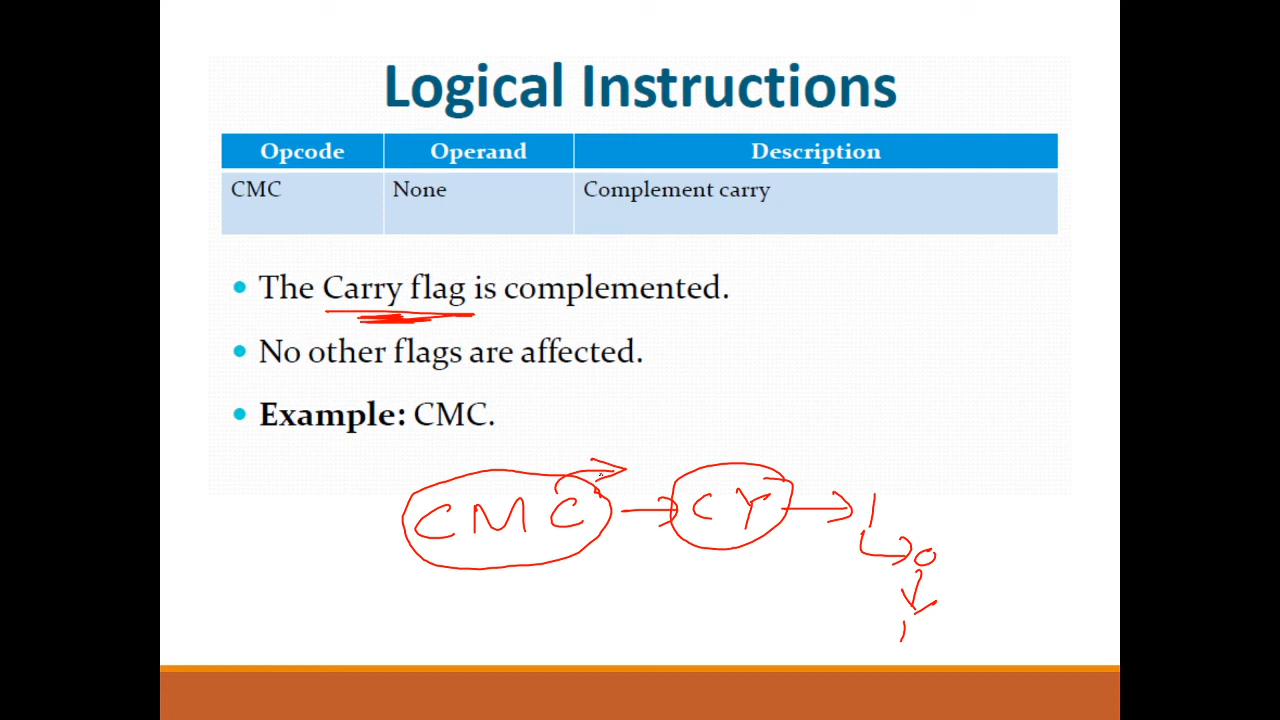 Logical Instructions
Opcode Operand Description
CMC None Complement carry
The Carry flag is complemented.
No other flags are affected.
Example: CMC.
CMC → CY → 1
0
1